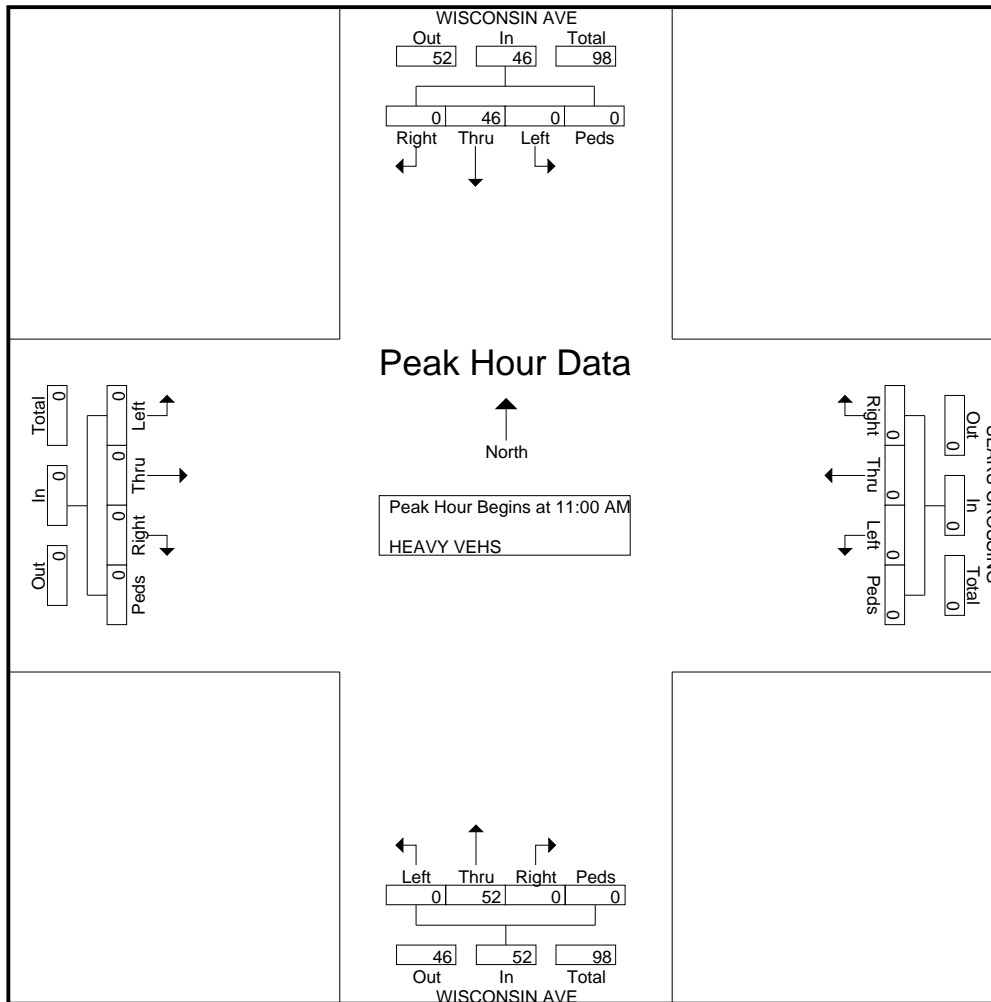 WISCONSIN AVE
Out In Total
52 46 98
0 46 0 0
Right Thru Left Peds
Peak Hour Data
North
Peak Hour Begins at 11:00 AM
HEAVY VEHS
Total In Out
0 0 0
0 0 0 0
Left Thru Right Peds
Right Thru Left Peds
0 0 0 0
Out In Total
0 0 0
Left Thru Right Peds
0 52 0 0
46 52 98
Out In Total
WISCONSIN AVE